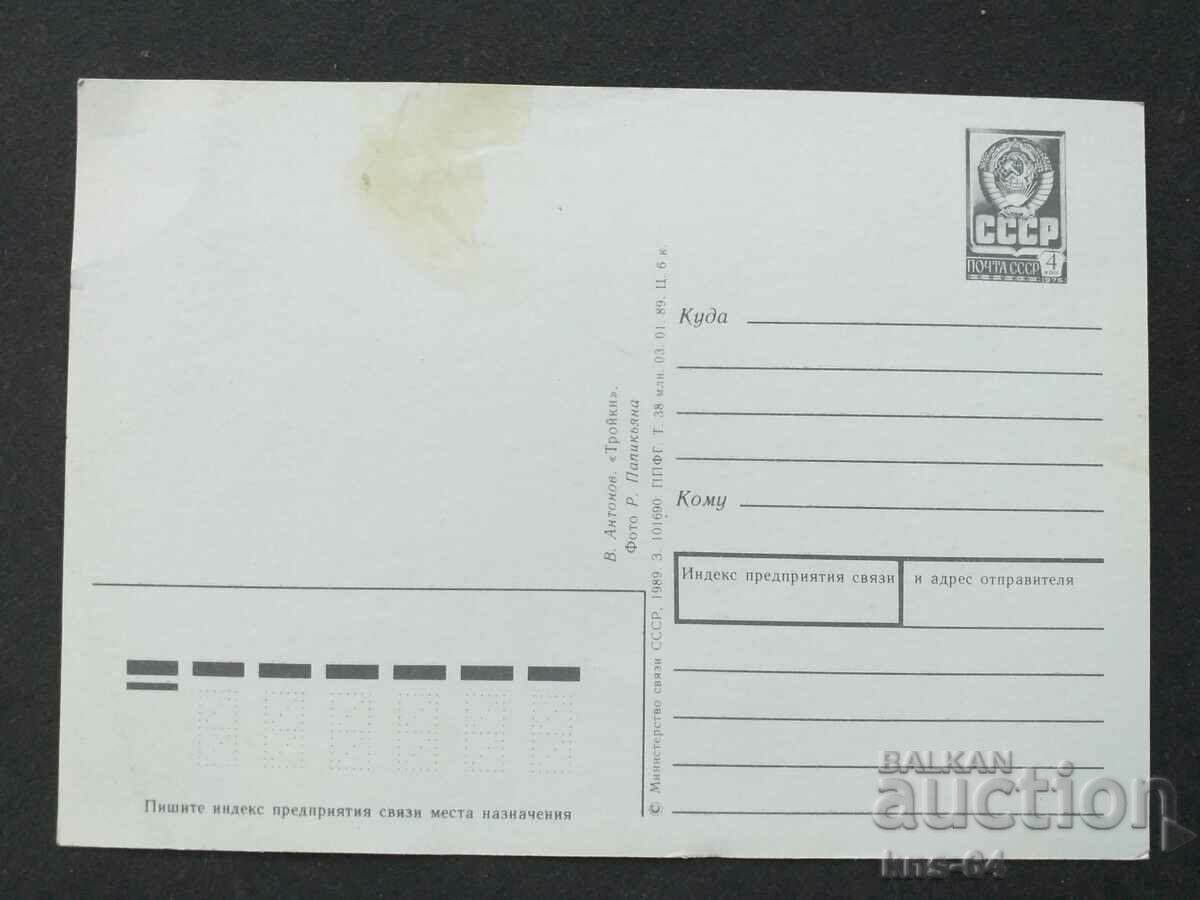 СССР
ПОЧТА СССР 4
КОП
1976
Куда
Кому
Индекс предприятия связи и адрес отправителя
В. Антонов. «Тройки».
Фото Р. Папикьяна
© Министерство связи СССР, 1989. З. 101690. ППФГ. Т. 38 млн. 03. 01. 89. Ц. 6 к.
Пишите индекс предприятия связи места назначения
BALKAN
auction
kns-64